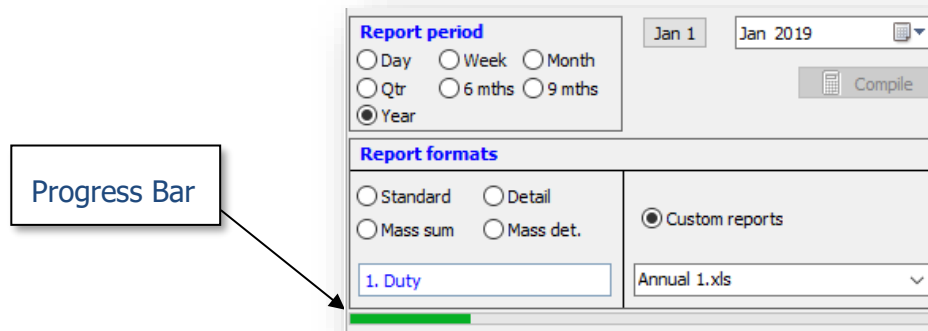 Report period
Jan 1
Jan 2019
Day
Week
Month
Qtr
6 mths
9 mths
Compile
Year
Report formats
Progress Bar
Standard
Detail
Custom reports
Mass sum
Mass det.
1. Duty
Annual 1.xls